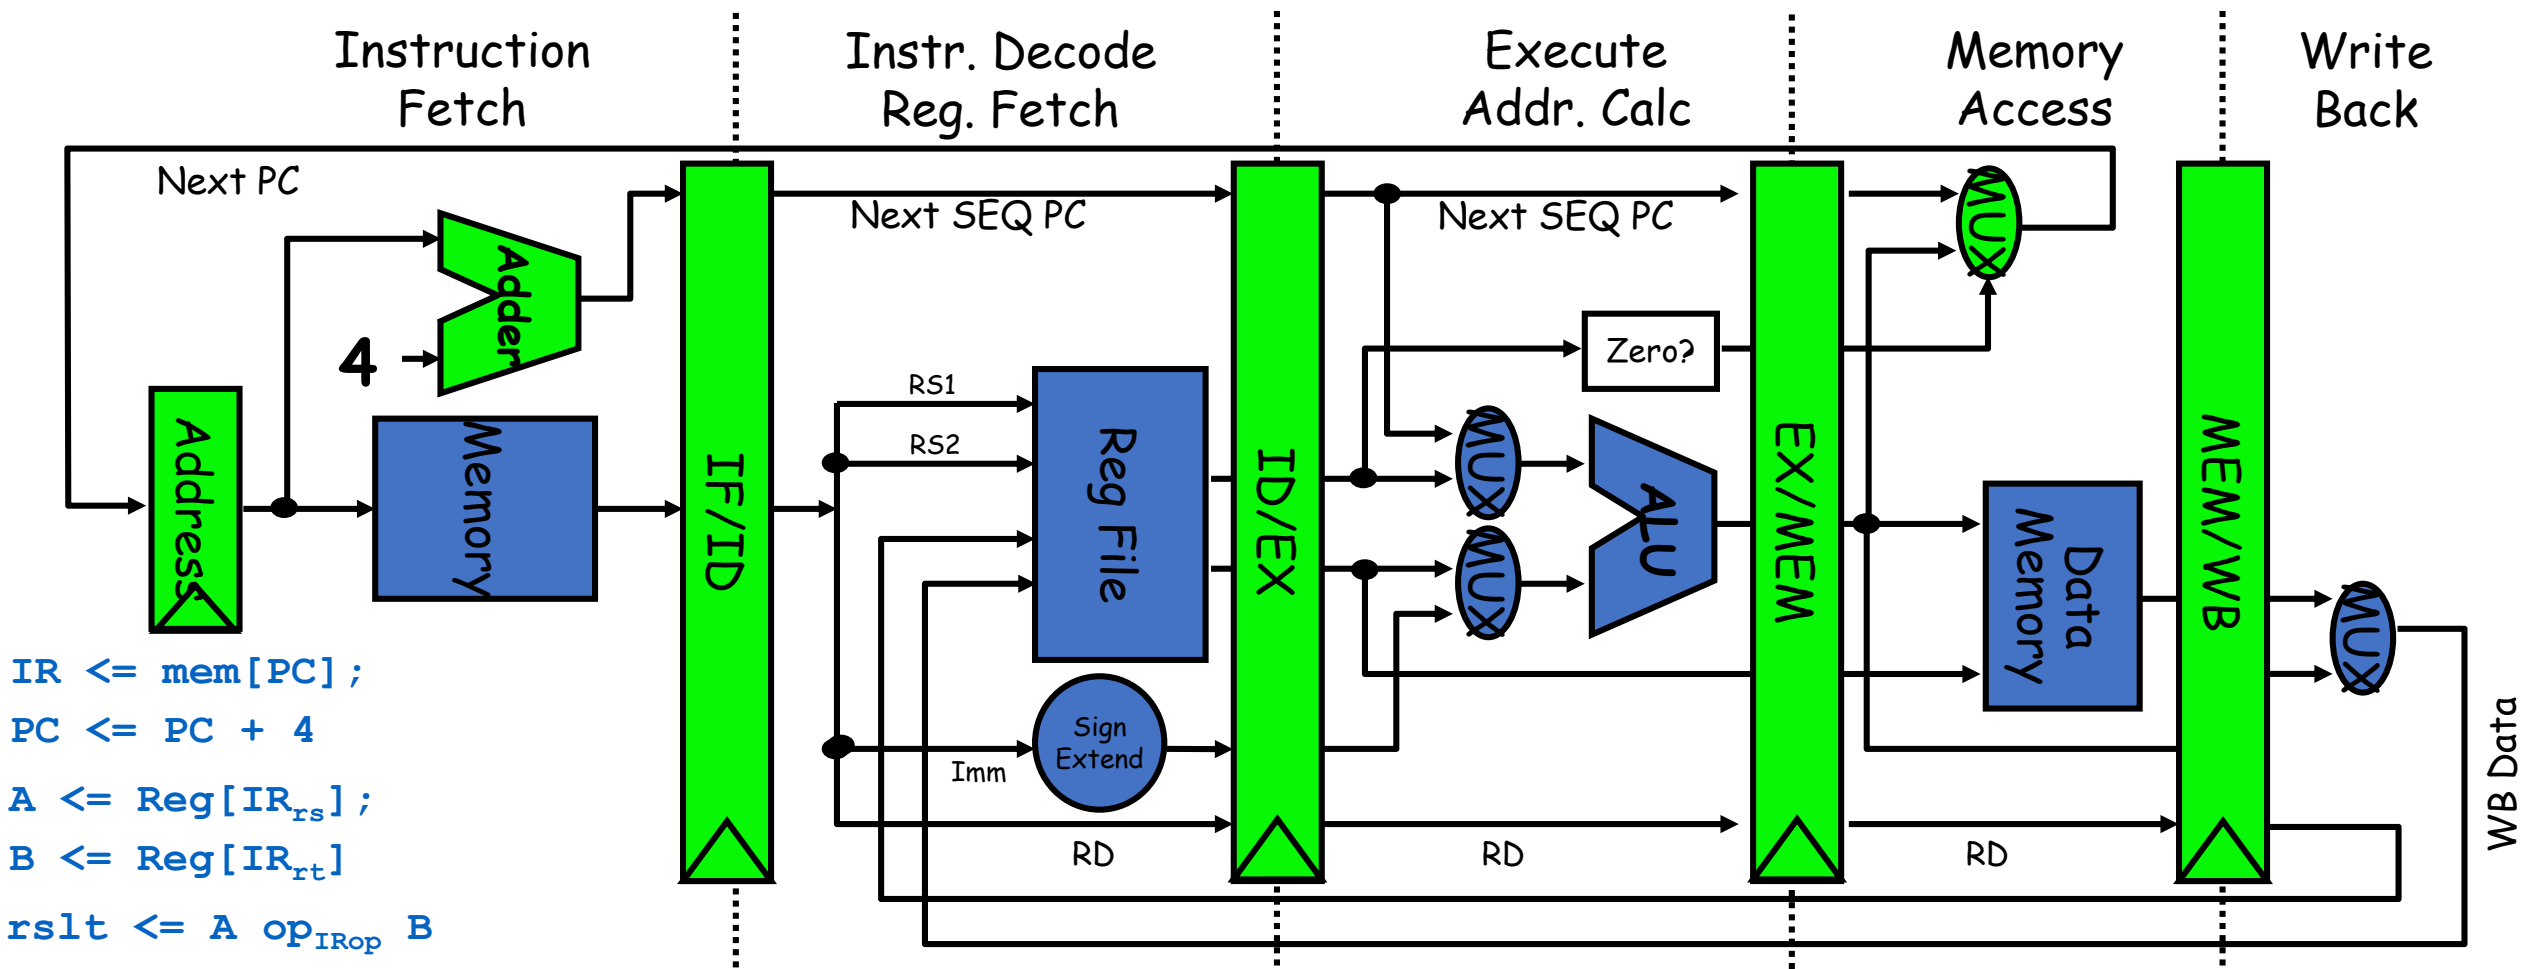 Instruction
Fetch
Instr. Decode
Reg. Fetch
Execute
Addr. Calc
Memory
Access
Write
Back
Next PC
Next SEQ PC
Next SEQ PC
MUX
Adder
4
Zero?
Address
Memory
IF/ID
RS1
RS2
Reg File
ID/EX
MUX
MUX
ALU
EX/MEM
Data
Memory
MEM/WB
MUX
Sign
Extend
Imm
RD
RD
RD
WB Data
IR <= mem[PC];
PC <= PC + 4
A <= Reg[IRrs];
B <= Reg[IRrt]
rslt <= A opIRop B